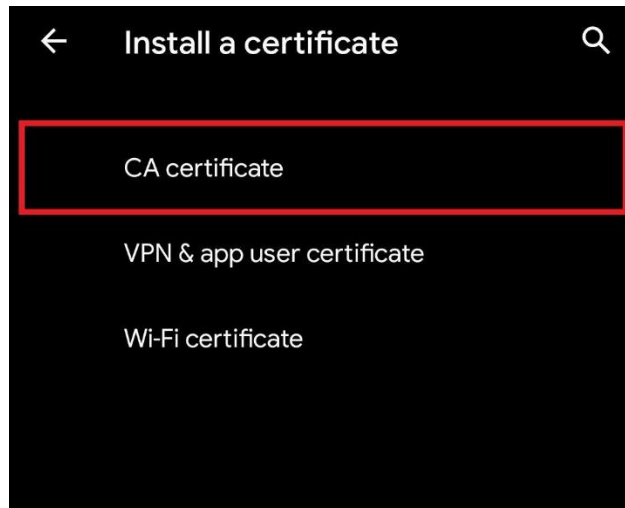 Install a certificate
CA certificate
VPN & app user certificate
Wi-Fi certificate